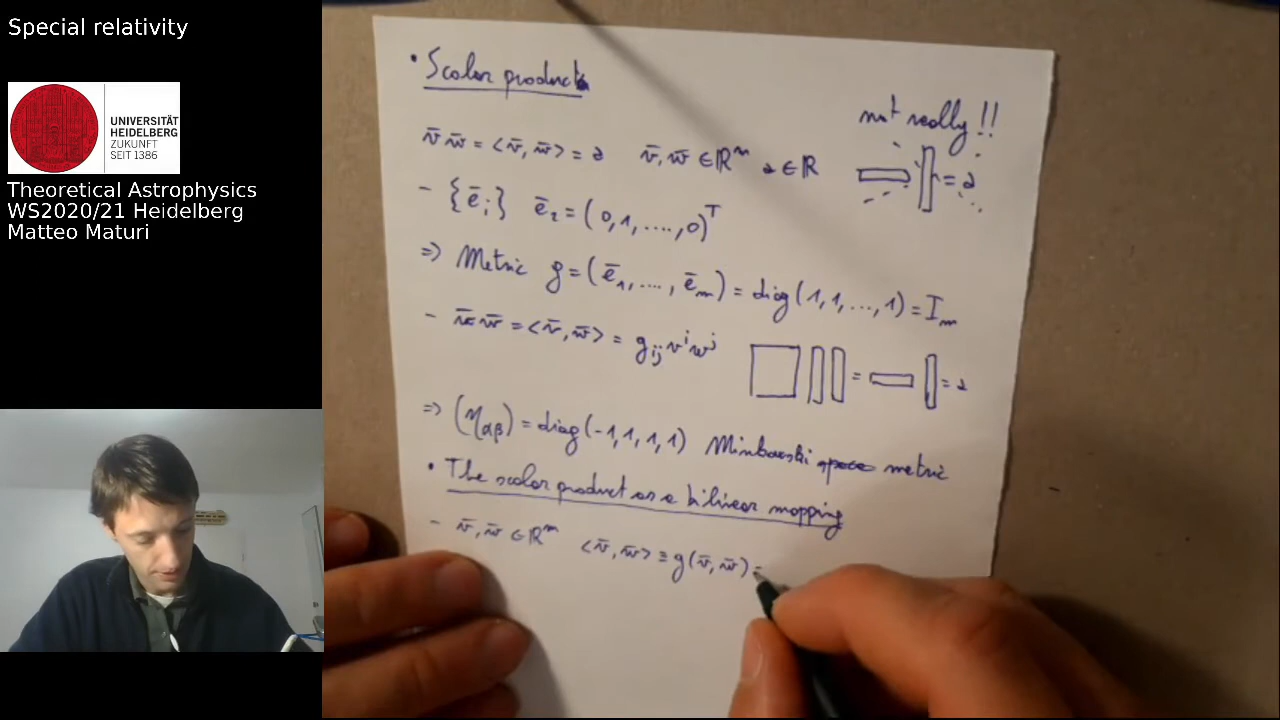 Special relativity
UNIVERSITÄT
HEIDELBERG
ZUKUNFT
SEIT 1386
Theoretical Astrophysics
WS2020/21 Heidelberg
Matteo Maturi
• Scalar product
not really !!
v̄ w̄ = <v̄, w̄> = a   v̄, w̄ ∈ ℝⁿ   a ∈ ℝ
= a
- {ēᵢ}   ē₂ = (0, 1, ...., 0)ᵀ
=> Metric g = (ē₁, ...., ēₙ) = diag(1, 1, ..., 1) = Iₙ
- v̄ w̄ = <v̄, w̄> = gᵢⱼ vⁱ wʲ
= = a
=> (η_αβ) = diag(-1, 1, 1, 1) Minkowski metric
• The scalar product as a bilinear mapping
- v̄, w̄ ∈ ℝⁿ   <v̄, w̄> ≡ g(v̄, w̄) =